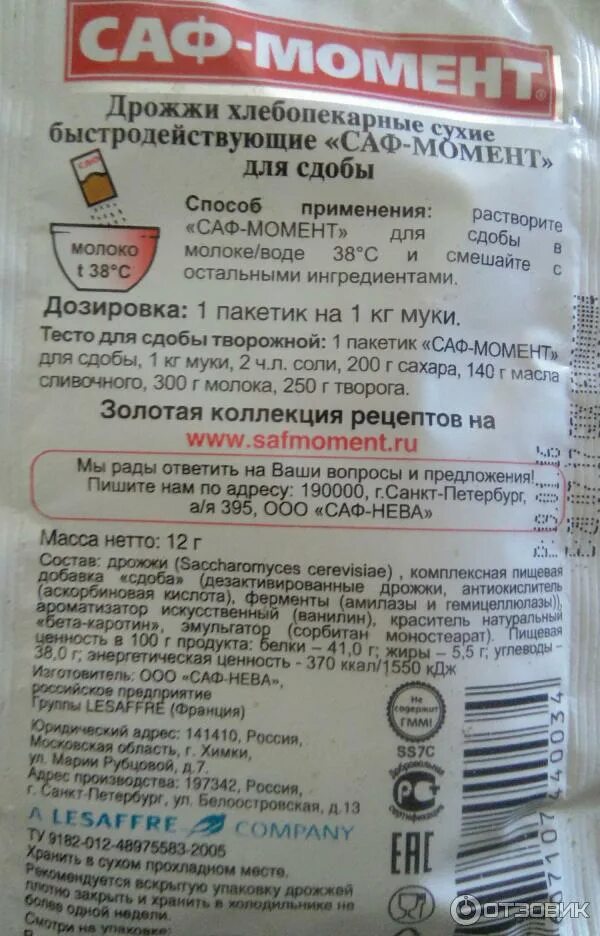 САФ-МОМЕНТ®
Дрожжи хлебопекарные сухие
быстродействующие «САФ-МОМЕНТ»
для сдобы
САФ
МОЛОКО
t 38°C
Способ применения: растворите
«САФ-МОМЕНТ» для сдобы в
молоке/воде 38°C и смешайте с
остальными ингредиентами.
Дозировка: 1 пакетик на 1 кг муки.
Тесто для сдобы творожной: 1 пакетик «САФ-МОМЕНТ»
для сдобы, 1 кг муки, 2 ч.л. соли, 200 г сахара, 140 г масла
сливочного, 300 г молока, 250 г творога.
Золотая коллекция рецептов на
www.safmoment.ru
Мы рады ответить на Ваши вопросы и предложения!
Пишите нам по адресу: 190000, г.Санкт-Петербург,
а/я 395, ООО «САФ-НЕВА»
Масса нетто: 12 г
Состав: дрожжи (Saccharomyces cerevisiae) , комплексная пищевая
добавка «сдоба» (дезактивированные дрожжи, антиокислитель
(аскорбиновая кислота), ферменты (амилазы и гемицеллюлазы)),
ароматизатор искусственный (ванилин), краситель натуральный
«бета-каротин», эмульгатор (сорбитан моностеарат). Пищевая
ценность в 100 г продукта: белки – 41,0 г; жиры – 5,5 г; углеводы –
38,0 г; энергетическая ценность - 370 ккал/1550 кДж
Изготовитель: ООО «САФ-НЕВА»,
российское предприятие
Группы LESAFFRE (Франция)
Юридический адрес: 141410, Россия,
Московская область, г. Химки,
ул. Марии Рубцовой, д.7.
Адрес производства: 197342, Россия,
г. Санкт-Петербург, ул. Белоостровская, д.13
Не содержит ГММ!
SS7C
Добровольная сертификация
РСТ
EAC
A LESAFFRE COMPANY
ТУ 9182-012-48975583-2005
Хранить в сухом прохладном месте.
Рекомендуется вскрытую упаковку дрожжей
плотно закрыть и хранить в холодильнике не
более одной недели.
Смотри на упаковке:
ОТЗОВИК